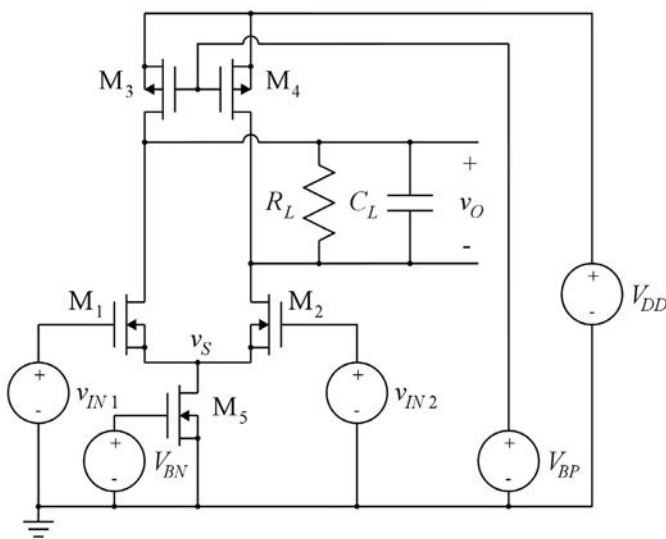 M3
M4
+
RL
CL
vO
-
+
VDD
-
M1
M2
vS
+
vIN 1
-
M5
+
VBN
-
+
vIN 2
-
+
VBP
-